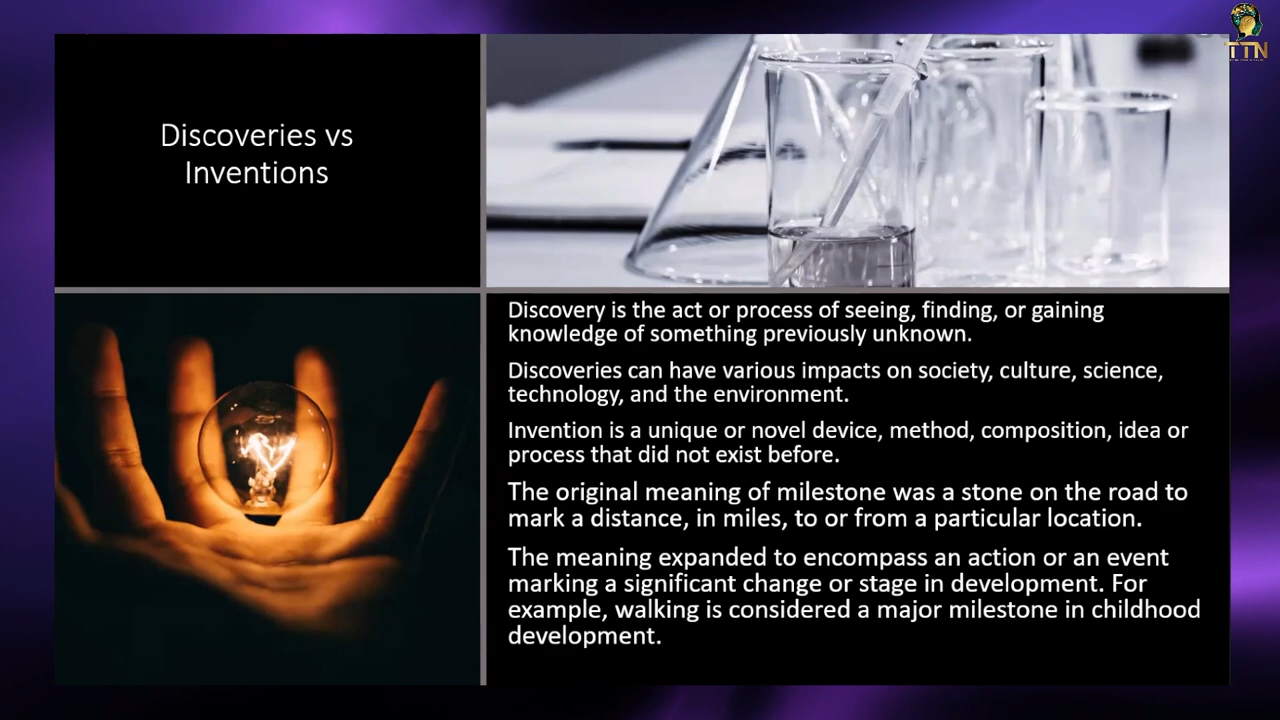 TTN
Discoveries vs
Inventions
Discovery is the act or process of seeing, finding, or gaining
knowledge of something previously unknown.
Discoveries can have various impacts on society, culture, science,
technology, and the environment.
Invention is a unique or novel device, method, composition, idea or
process that did not exist before.
The original meaning of milestone was a stone on the road to
mark a distance, in miles, to or from a particular location.
The meaning expanded to encompass an action or an event
marking a significant change or stage in development. For
example, walking is considered a major milestone in childhood
development.